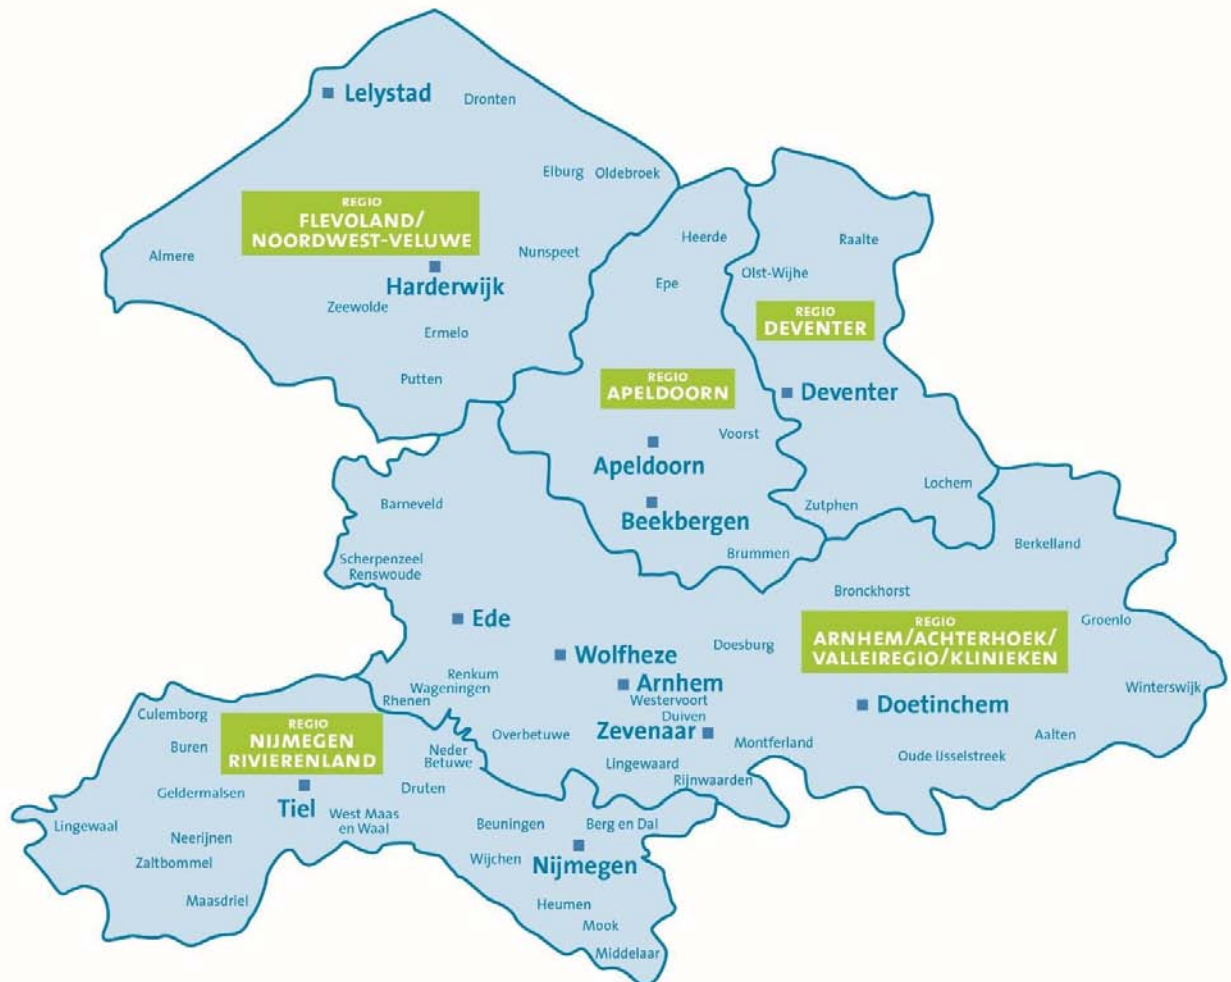 Lelystad
Dronten
Elburg
Oldebroek
REGIO
FLEVOLAND/
NOORDWEST-VELUWE
Almere
Nunspeet
Harderwijk
Zeewolde
Ermelo
Putten
Heerde
Epe
REGIO
APELDOORN
Voorst
Apeldoorn
Beekbergen
Brummen
Raalte
Olst-Wijhe
REGIO
DEVENTER
Deventer
Lochem
Zutphen
Barneveld
Scherpenzeel
Renswoude
Ede
Wolfheze
Renkum
Wageningen
Rhenen
Arnhem
Westervoort
Duiven
Zevenaar
Overbetuwe
Lingewaard
Rijnwaarden
Doesburg
Montferland
Berkelland
Bronckhorst
Groenlo
REGIO
ARNHEM/ACHTERHOEK/
VALLEIREGIO/KLINIEKEN
Winterswijk
Doetinchem
Aalten
Oude IJsselstreek
Culemborg
Buren
REGIO
NIJMEGEN
RIVIERENLAND
Neder
Betuwe
Geldermalsen
Tiel
Druten
West Maas
en Waal
Lingewaal
Neerijnen
Zaltbommel
Maasdriel
Beuningen
Berg en Dal
Wijchen
Nijmegen
Heumen
Mook
Middelaar